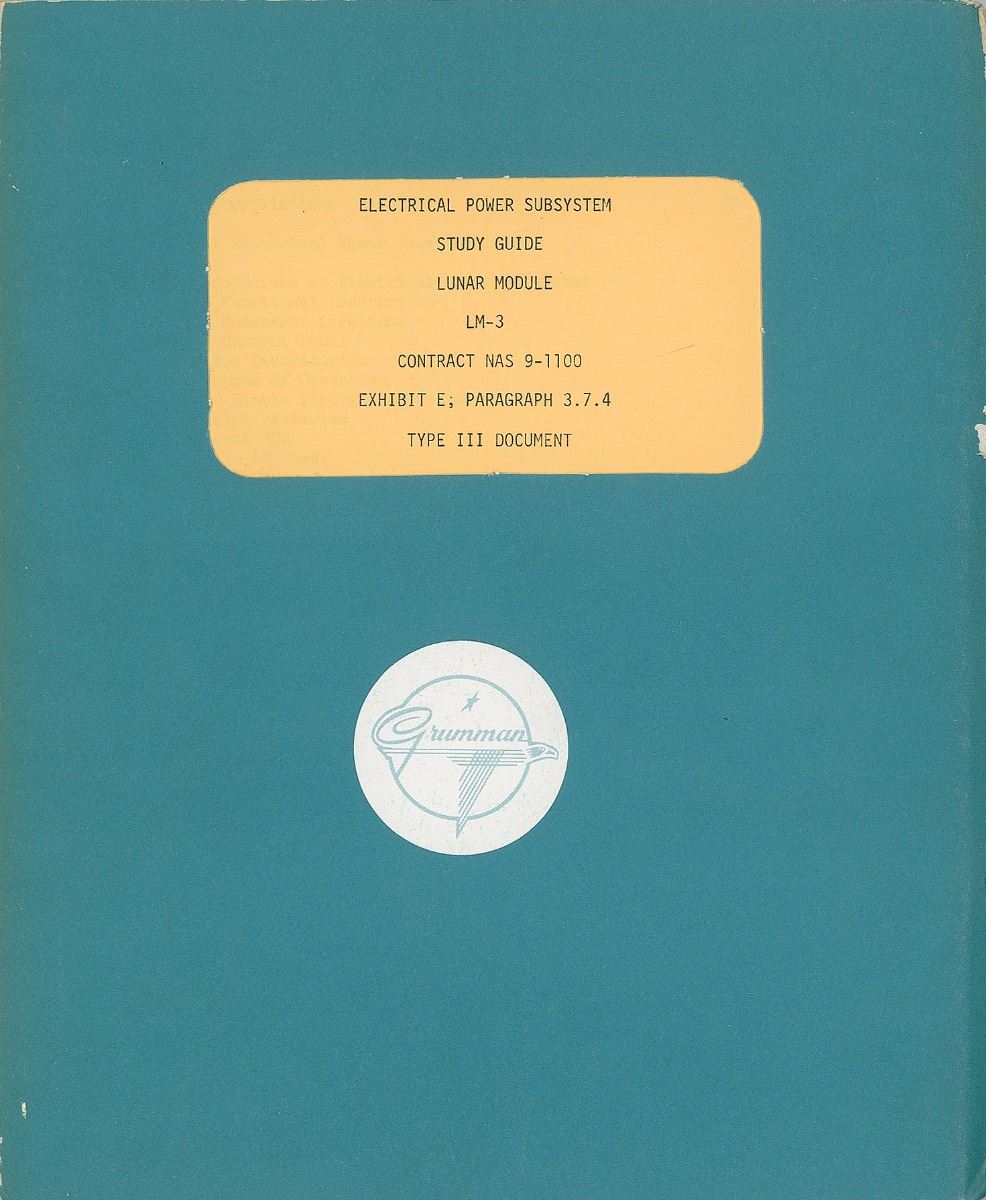 ELECTRICAL POWER SUBSYSTEM
STUDY GUIDE
LUNAR MODULE
LM-3
CONTRACT NAS 9-1100
EXHIBIT E; PARAGRAPH 3.7.4
TYPE III DOCUMENT
Grumman